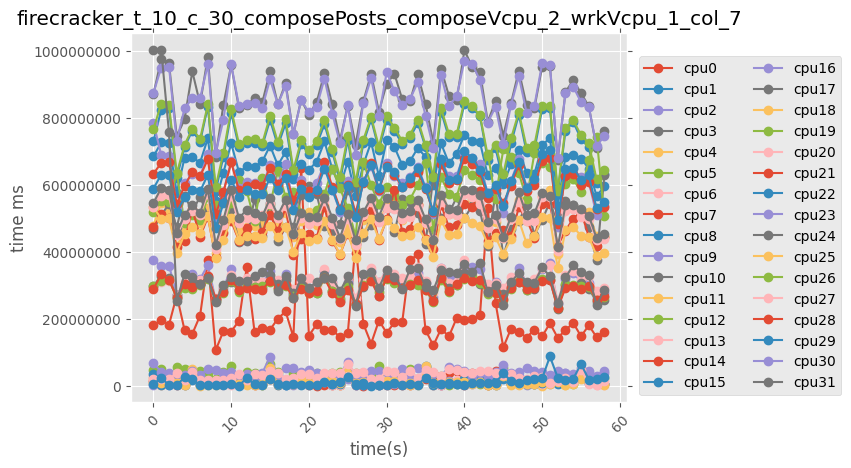 firecracker_t_10_c_30_composePosts_composeVcpu_2_wrkVcpu_1_col_7
time ms
1000000000
800000000
600000000
400000000
200000000
0
0
10
20
30
40
50
60
time(s)
cpu0
cpu1
cpu2
cpu3
cpu4
cpu5
cpu6
cpu7
cpu8
cpu9
cpu10
cpu11
cpu12
cpu13
cpu14
cpu15
cpu16
cpu17
cpu18
cpu19
cpu20
cpu21
cpu22
cpu23
cpu24
cpu25
cpu26
cpu27
cpu28
cpu29
cpu30
cpu31